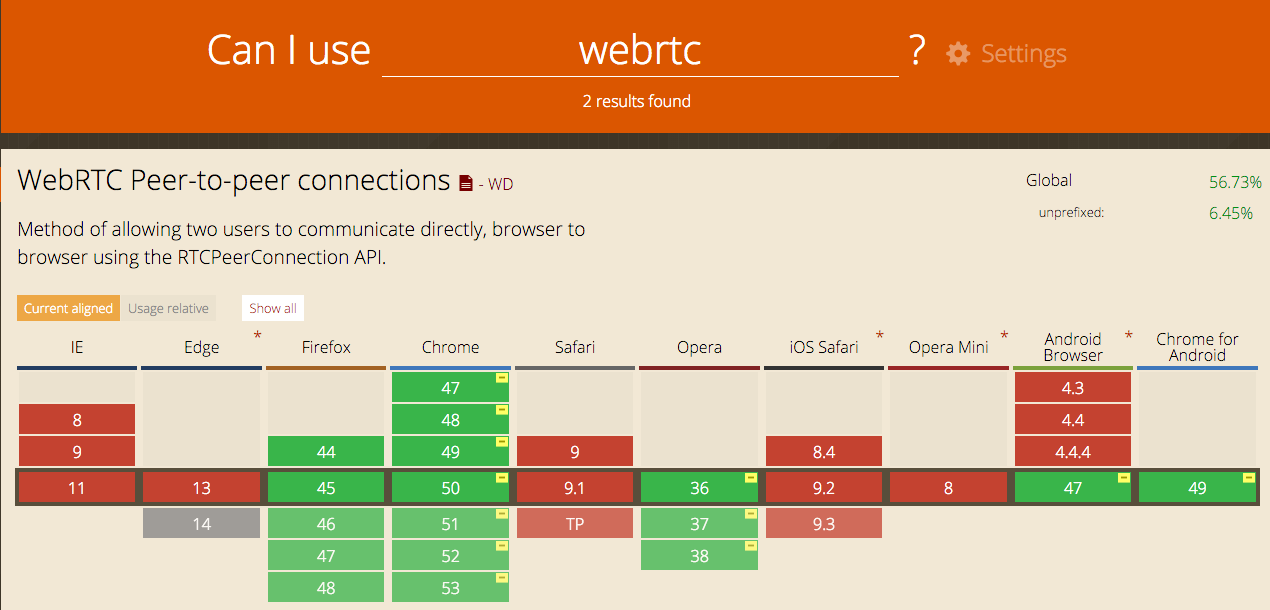 Can I use webrtc ? Settings
2 results found
WebRTC Peer-to-peer connections - WD
Global 56.73%
unprefixed: 6.45%
Method of allowing two users to communicate directly, browser to
browser using the RTCPeerConnection API.
Current aligned Usage relative Show all
IE Edge * Firefox Chrome Safari Opera iOS Safari * Opera Mini * Android Browser * Chrome for Android
47 4.3
8 48 4.4
9 44 49 9 8.4 4.4.4
11 13 45 50 9.1 36 9.2 8 47 49
14 46 51 TP 37 9.3
47 52 38
48 53